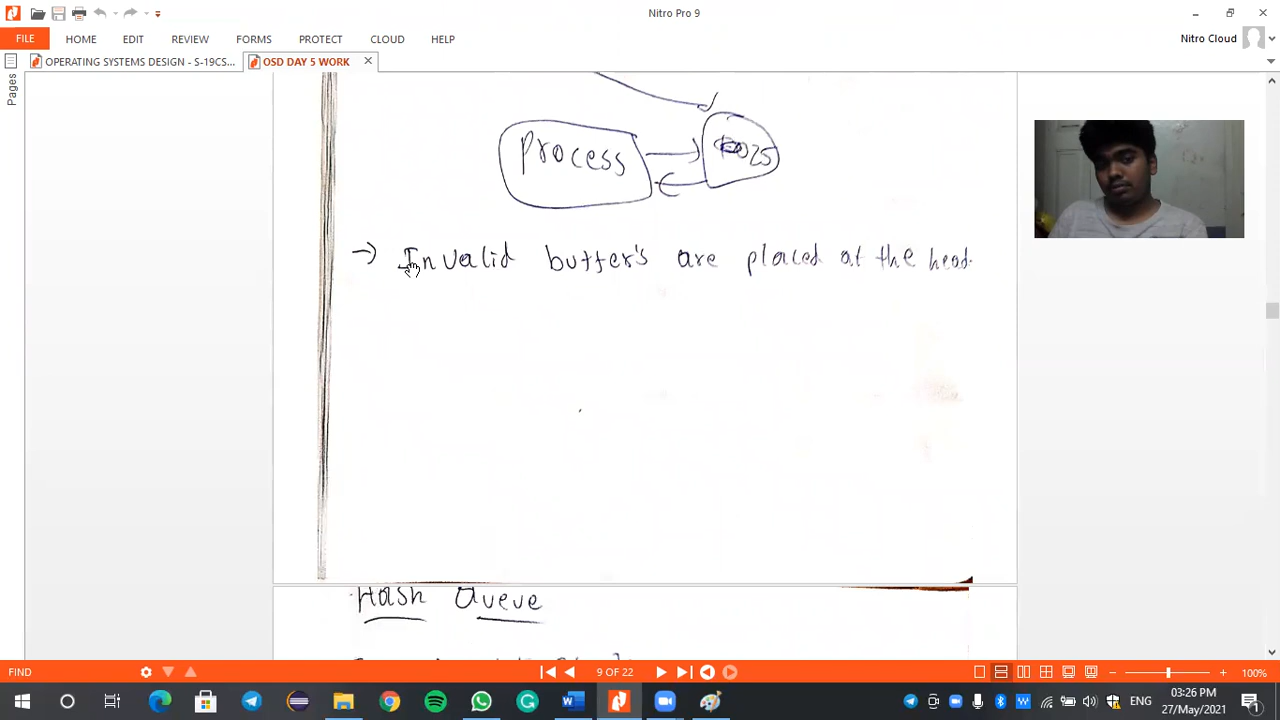 Nitro Pro 9
FILE HOME EDIT REVIEW FORMS PROTECT CLOUD HELP Nitro Cloud
OPERATING SYSTEMS DESIGN - S-19CS... OSD DAY 5 WORK
Pages
Process 25
→ Invalid buffer's are placed at the head.
Hash Queue
FIND 9 OF 22 100%
ENG 03:26 PM
27/May/2021